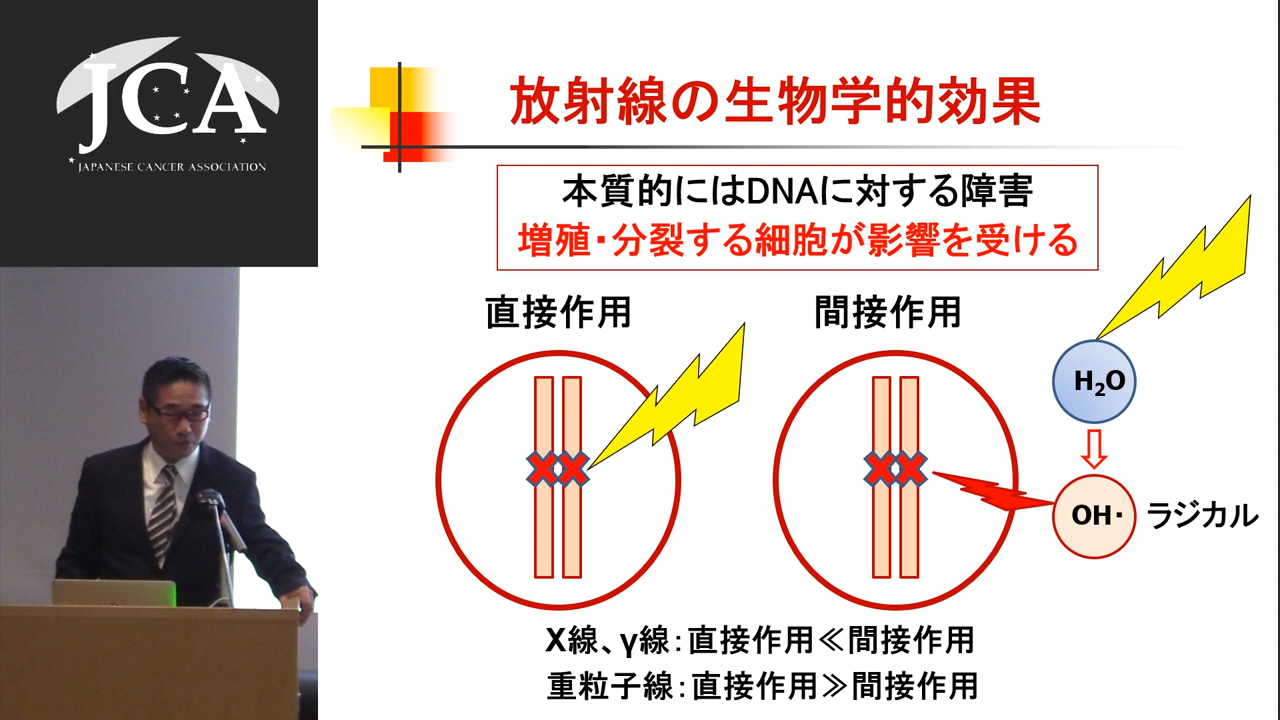 JCA
JAPANESE CANCER ASSOCIATION
放射線の生物学的効果
本質的にはDNAに対する障害
増殖・分裂する細胞が影響を受ける
直接作用
間接作用
H₂O
OH・
ラジカル
X線、γ線：直接作用≪間接作用
重粒子線：直接作用≫間接作用